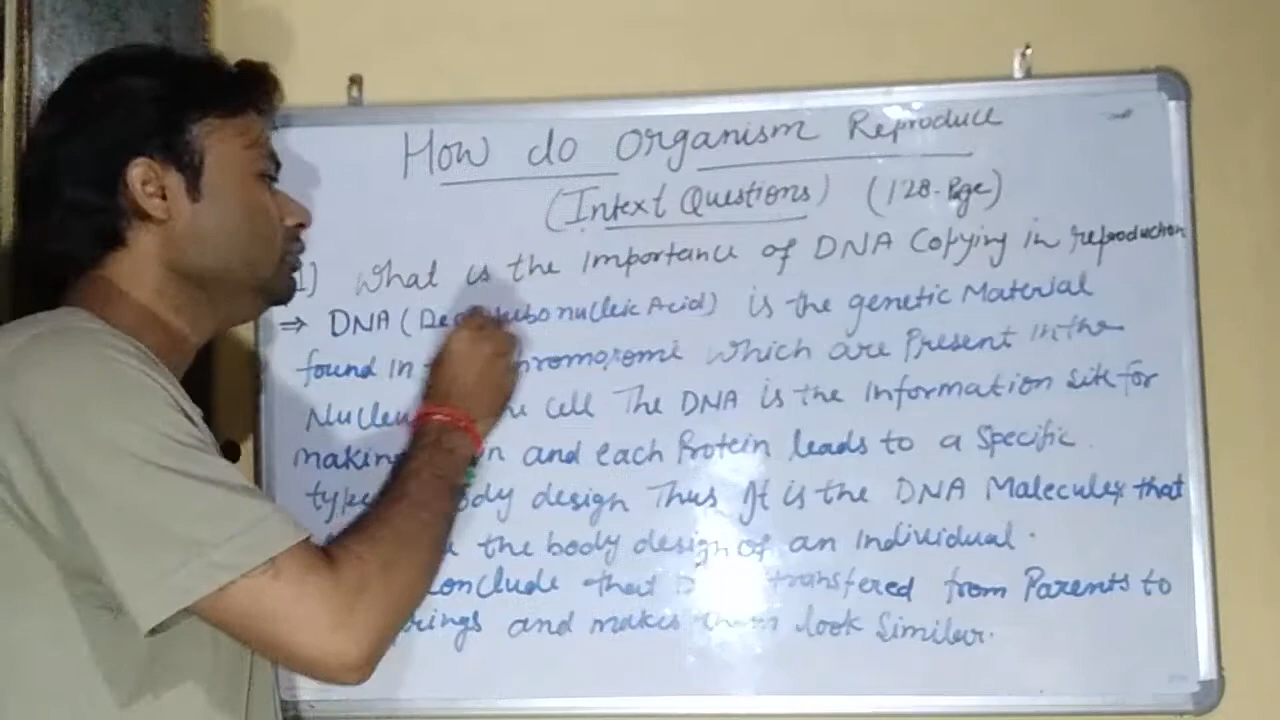 How do Organism Reproduce
(Intext Questions) (128-Page)
1) What is the importance of DNA Copying in reproduction
⇒ DNA ( nucleic Acid) is the genetic Material
found in which are Present in the
cell The DNA is the Information site for
making and each Protein leads to a Specific
design Thus It is the DNA that
the body design of an Individual.
that transfered from Parents to
and makes look Similar.